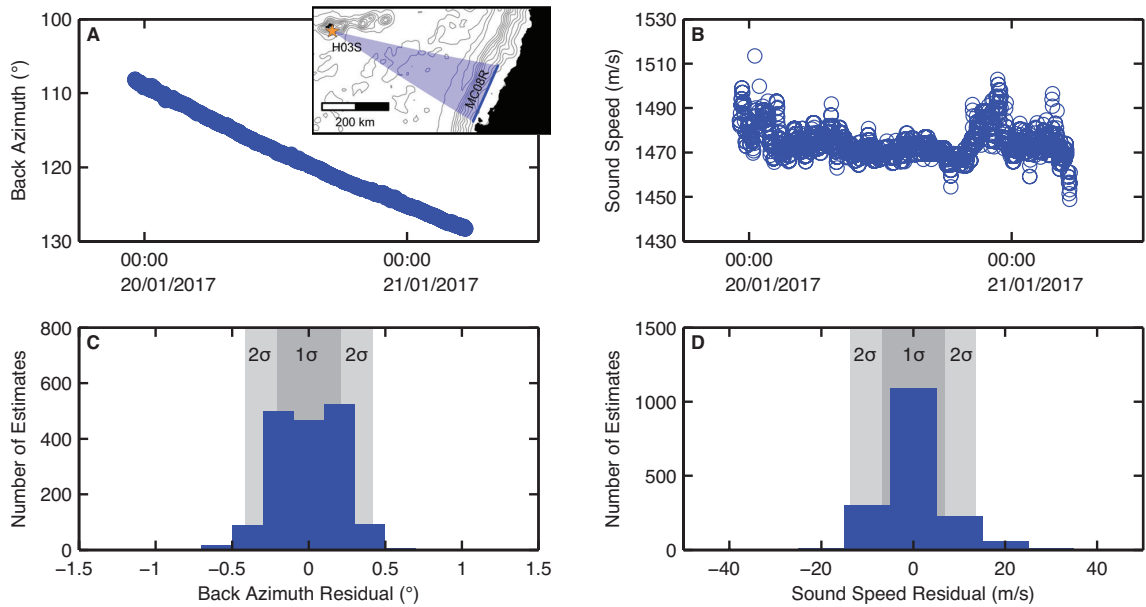 A
Back Azimuth (°)
100
110
120
130
00:00
20/01/2017
00:00
21/01/2017
H03S
MC08R
200 km
B
Sound Speed (m/s)
1530
1510
1490
1470
1450
1430
00:00
20/01/2017
00:00
21/01/2017
C
Number of Estimates
800
600
400
200
0
2σ 1σ 2σ
−1.5 −1 −0.5 0 0.5 1 1.5
Back Azimuth Residual (°)
D
Number of Estimates
1500
1000
500
0
2σ 1σ 2σ
−40 −20 0 20 40
Sound Speed Residual (m/s)